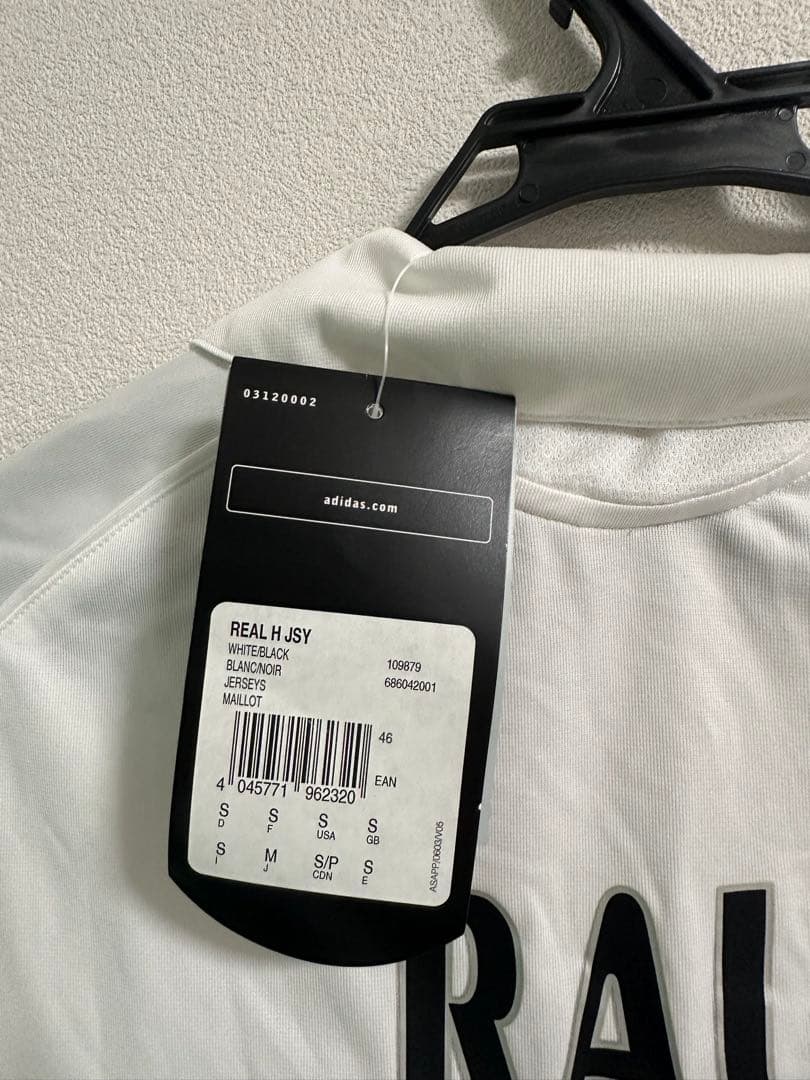 03120002
adidas.com
REAL H JSY
WHITE/BLACK
BLANC/NOIR 109879
JERSEYS 686042001
MAILLOT
46
EAN
4 045771 962320
S S S S
D F USA GB
S M S/P S
I J CDN E
ASAPP/0603/V05
RAU